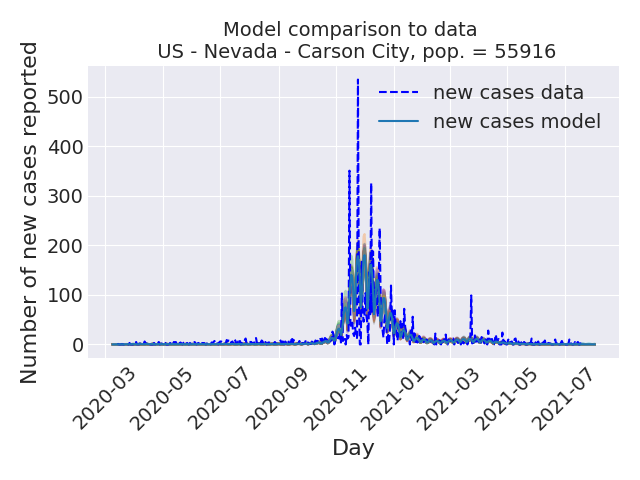 Model comparison to data
US - Nevada - Carson City, pop. = 55916
new cases data
new cases model
Number of new cases reported
500
400
300
200
100
0
2020-03
2020-05
2020-07
2020-09
2020-11
2021-01
2021-03
2021-05
2021-07
Day